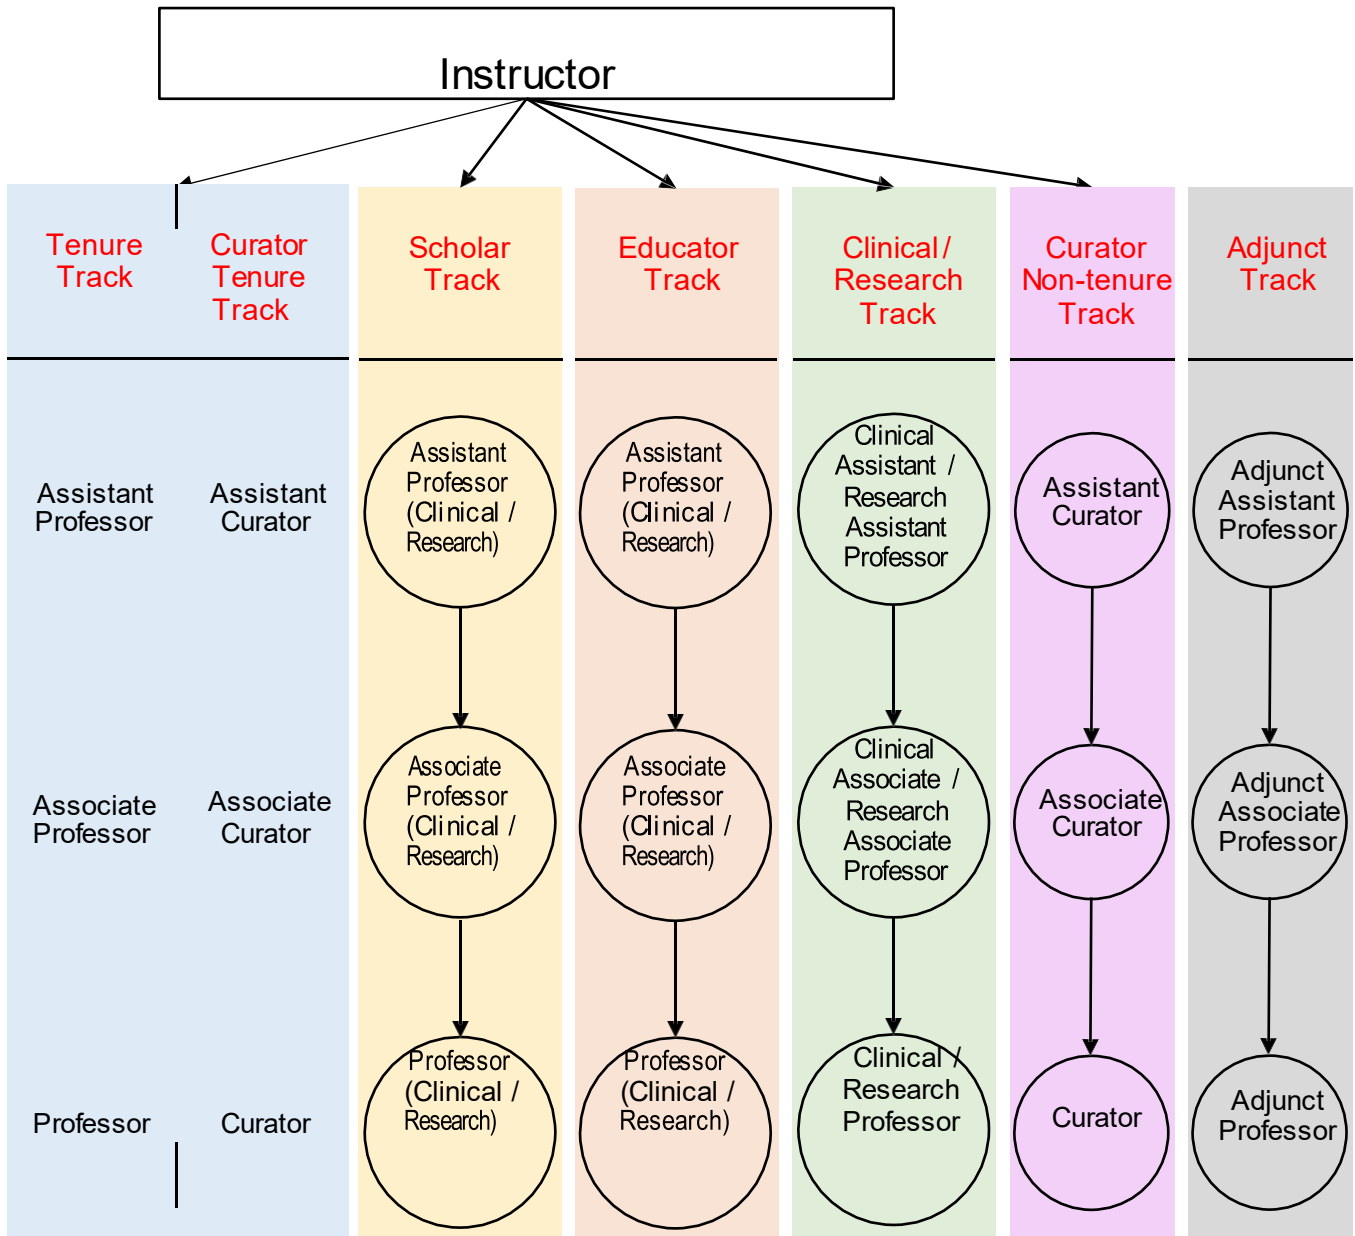 Instructor
Tenure
Track
Curator
Tenure
Track
Scholar
Track
Educator
Track
Clinical /
Research
Track
Curator
Non-tenure
Track
Adjunct
Track
Assistant
Professor
Assistant
Curator
Assistant
Professor
(Clinical /
Research)
Assistant
Professor
(Clinical /
Research)
Clinical
Assistant /
Research
Assistant
Professor
Assistant
Curator
Adjunct
Assistant
Professor
Associate
Professor
Associate
Curator
Associate
Professor
(Clinical /
Research)
Associate
Professor
(Clinical /
Research)
Clinical
Associate /
Research
Associate
Professor
Associate
Curator
Adjunct
Associate
Professor
Professor
Curator
Professor
(Clinical /
Research)
Professor
(Clinical /
Research)
Clinical /
Research
Professor
Curator
Adjunct
Professor